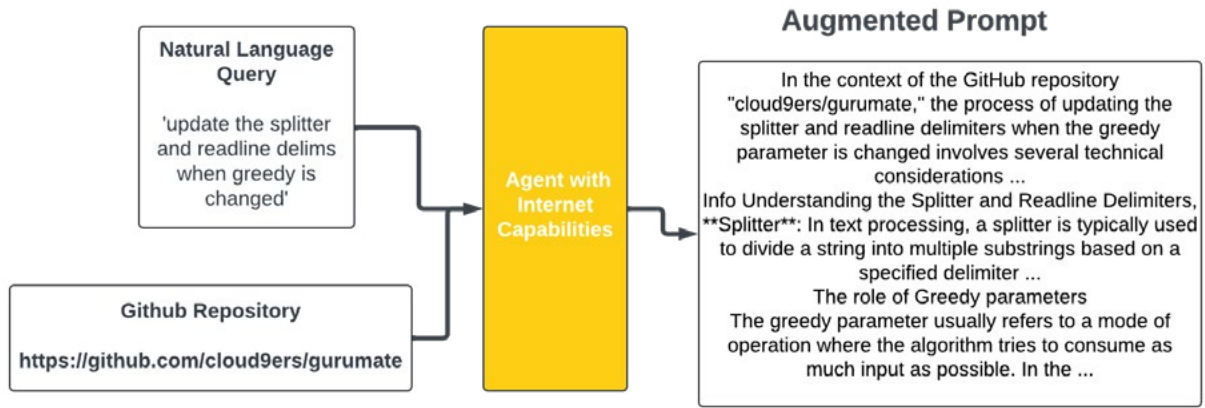 Natural Language
Query
'update the splitter
and readline delims
when greedy is
changed'
Github Repository
https://github.com/cloud9ers/gurumate
Agent with
Internet
Capabilities
Augmented Prompt
In the context of the GitHub repository
"cloud9ers/gurumate," the process of updating the
splitter and readline delimiters when the greedy
parameter is changed involves several technical
considerations ...
Info Understanding the Splitter and Readline Delimiters,
**Splitter**: In text processing, a splitter is typically used
to divide a string into multiple substrings based on a
specified delimiter ...
The role of Greedy parameters
The greedy parameter usually refers to a mode of
operation where the algorithm tries to consume as
much input as possible. In the ...